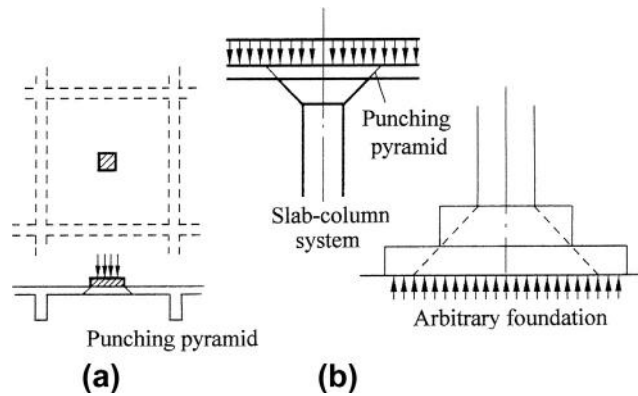 Punching
pyramid
Slab-column
system
Arbitrary foundation
Punching pyramid
(a)
(b)